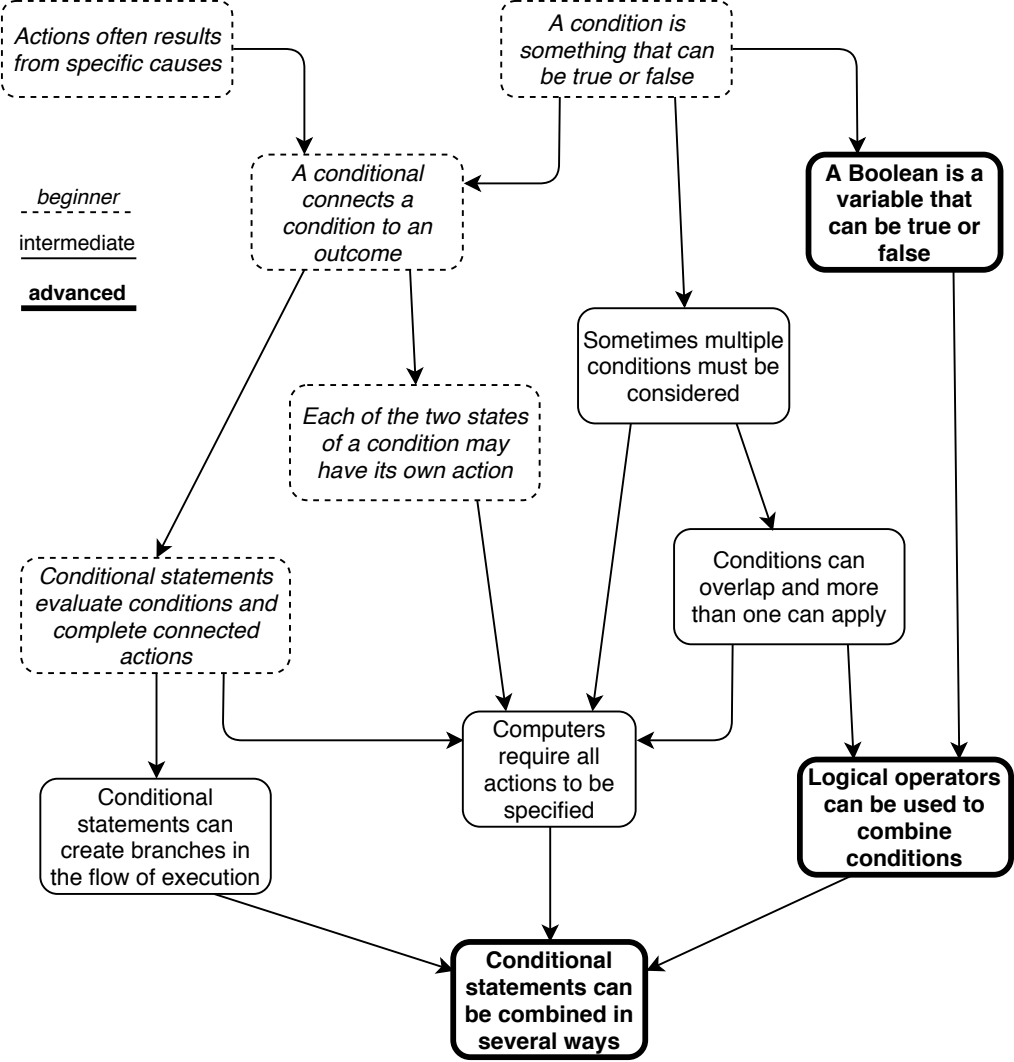 Actions often results
from specific causes
A condition is
something that can
be true or false
A conditional
connects a
condition to an
outcome
A Boolean is a
variable that
can be true or
false
beginner
intermediate
advanced
Sometimes multiple
conditions must be
considered
Each of the two states
of a condition may
have its own action
Conditions can
overlap and more
than one can apply
Conditional statements
evaluate conditions and
complete connected
actions
Computers
require all
actions to be
specified
Logical operators
can be used to
combine
conditions
Conditional
statements can
create branches in
the flow of execution
Conditional
statements can
be combined in
several ways